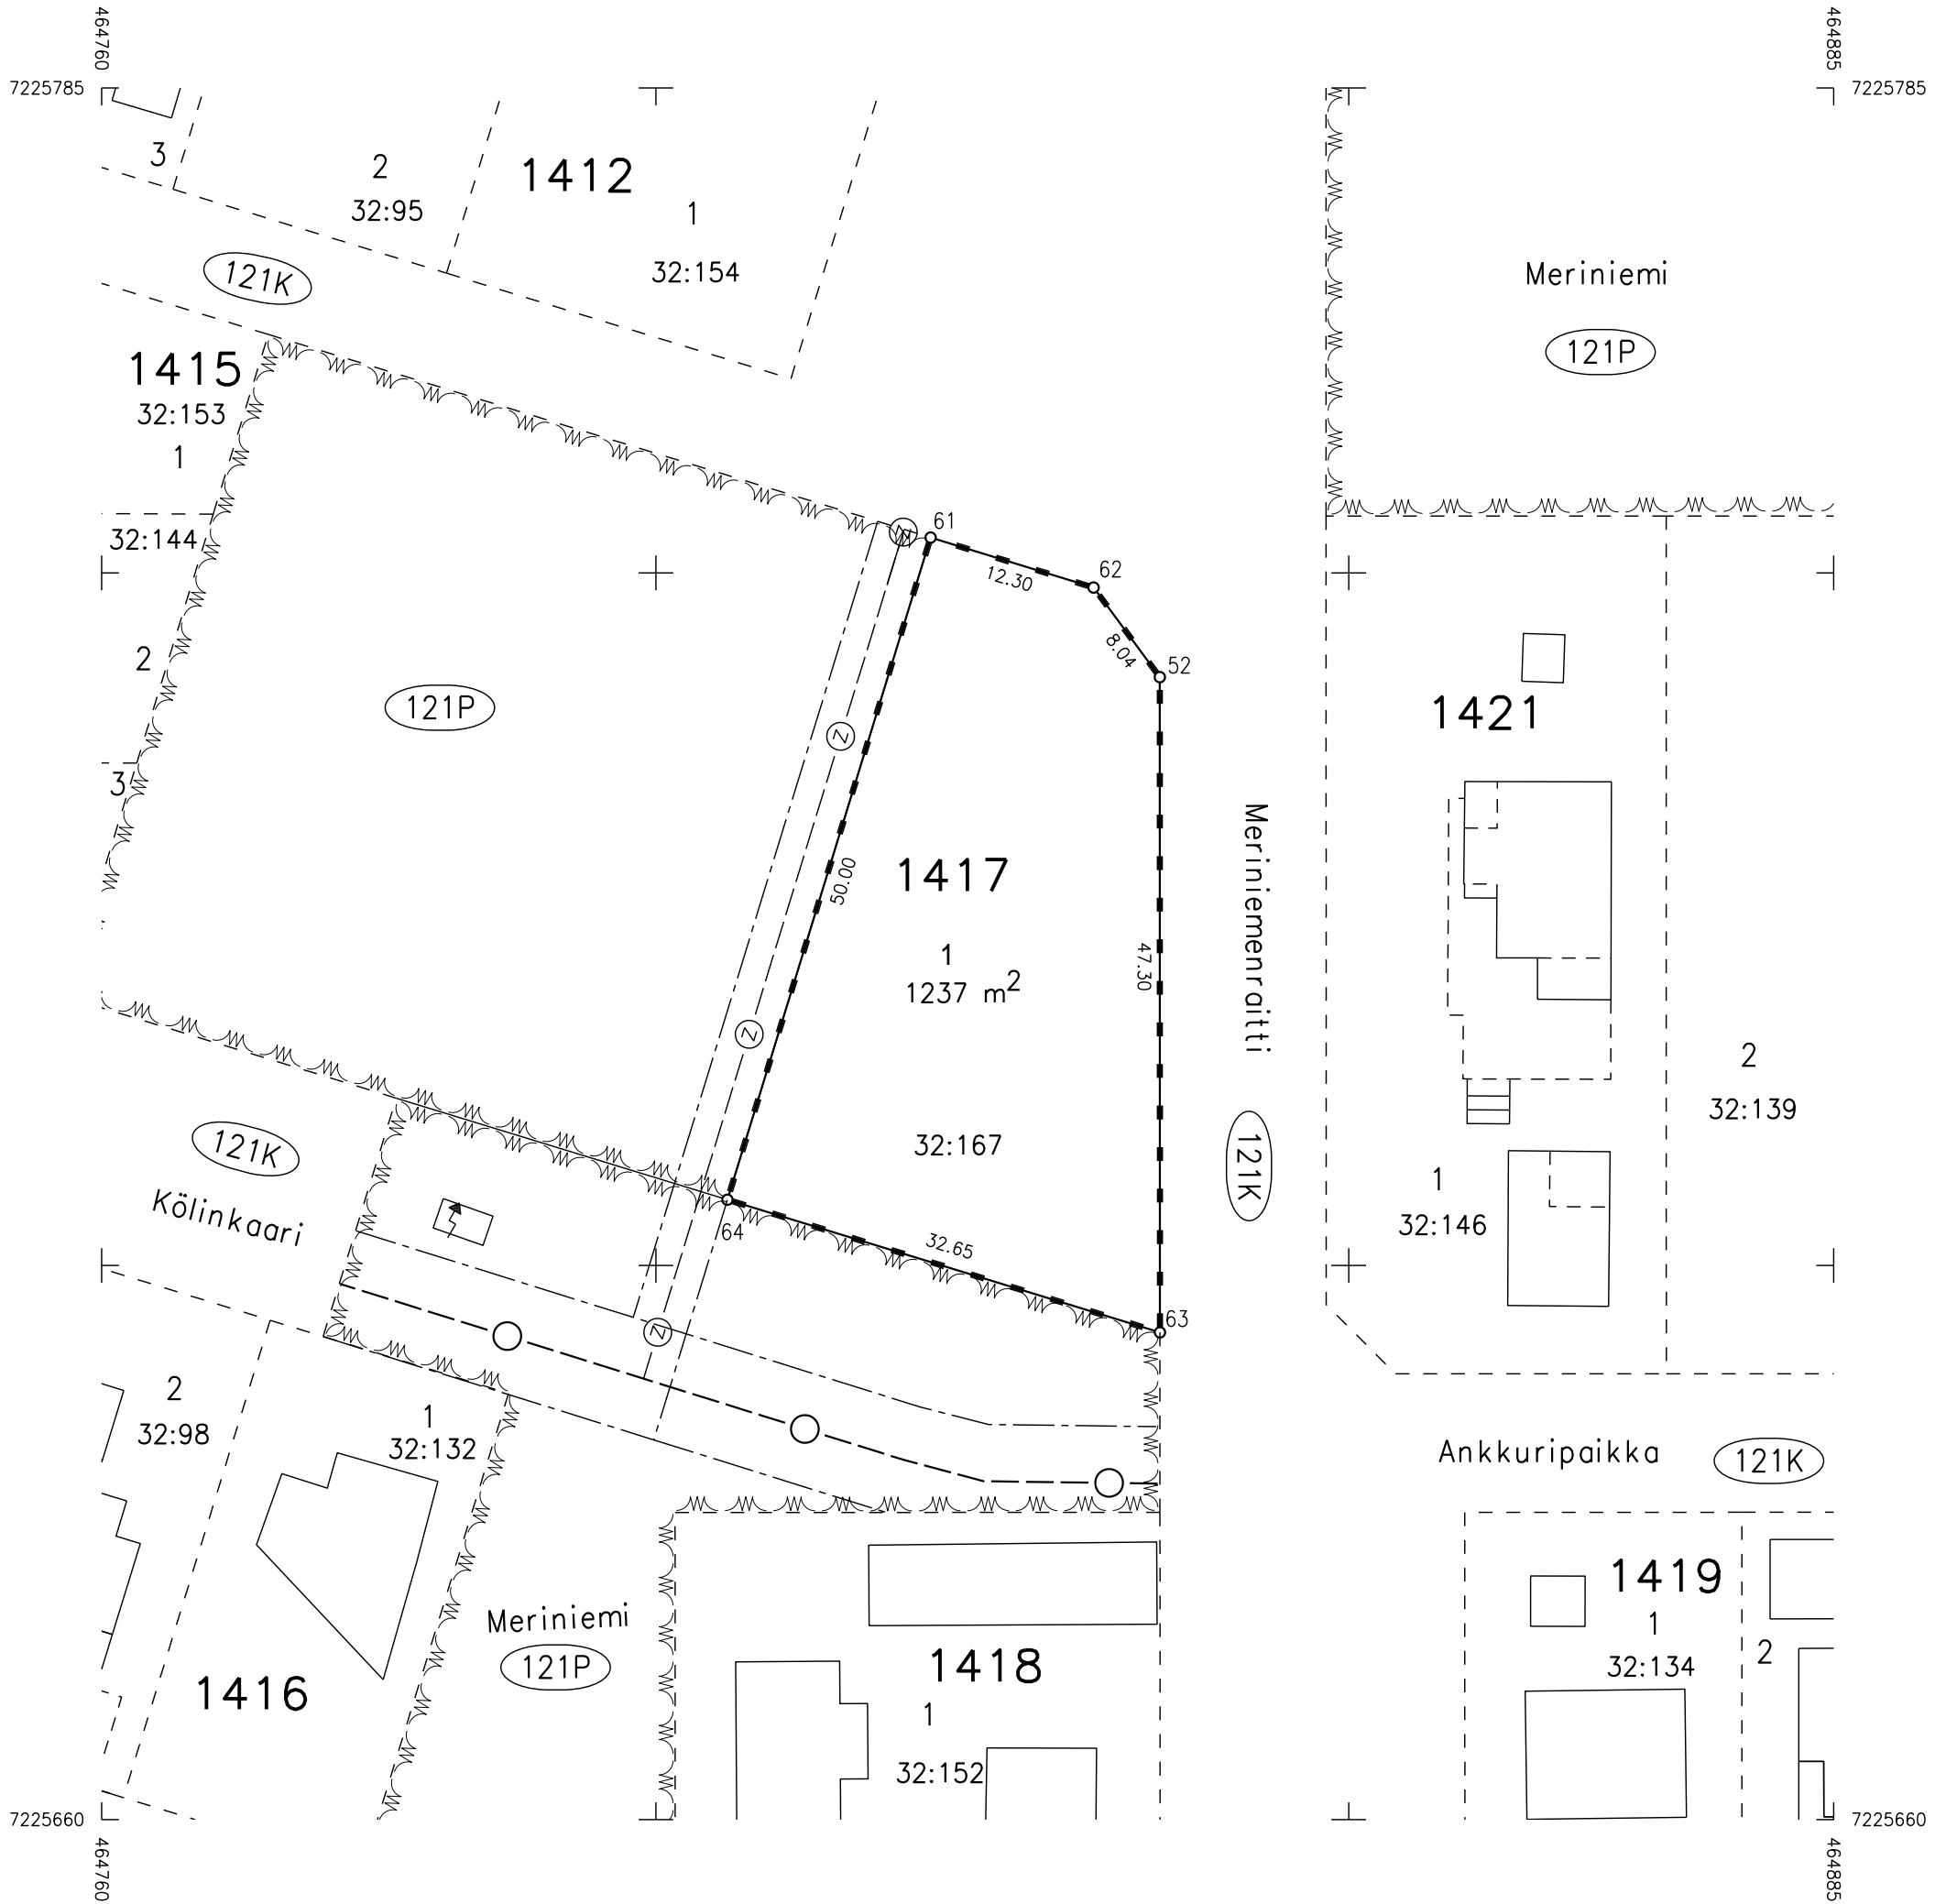 464760
464885
7225785
7225785
3
2
32:95
1412
1
32:154
121K
Meriniemi
121P
1415
32:153
1
32:144
2
3
121P
Z
Z
Z
Z
61
12.30
62
8.04
52
50.00
47.30
1417
1
1237 m²
32:167
64
32.65
63
Meriniemenraitti
121K
1421
2
32:139
1
32:146
121K
Kölinkaari
2
32:98
1
32:132
Ankkuripaikka
121K
1416
Meriniemi
121P
1418
1
32:152
1419
1
32:134
2
7225660
7225660
464760
464885